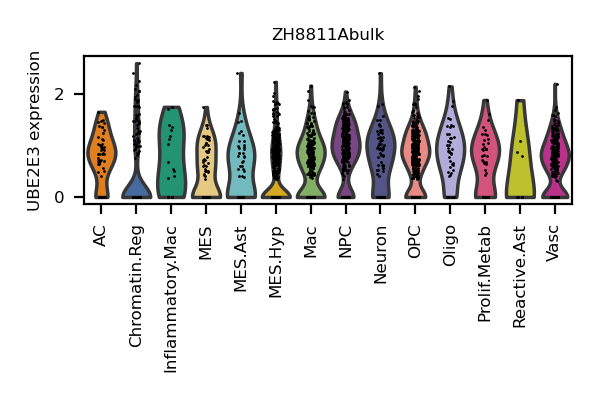 ZH8811Abulk
UBE2E3 expression
2
0
AC
Chromatin.Reg
Inflammatory.Mac
MES
MES.Ast
MES.Hyp
Mac
NPC
Neuron
OPC
Oligo
Prolif.Metab
Reactive.Ast
Vasc